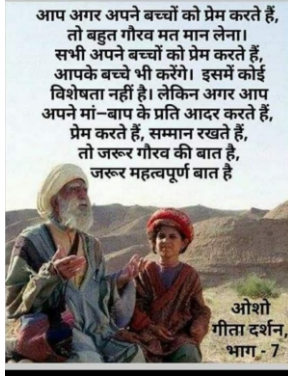 आप अगर अपने बच्चों को प्रेम करते हैं,
तो बहुत गौरव मत मान लेना।
सभी अपने बच्चों को प्रेम करते हैं,
आपके बच्चे भी करेंगे। इसमें कोई
विशेषता नहीं है। लेकिन अगर आप
अपने मां–बाप के प्रति आदर करते हैं,
प्रेम करते हैं, सम्मान रखते हैं,
तो जरूर गौरव की बात है,
जरूर महत्वपूर्ण बात है
ओशो
गीता दर्शन,
भाग - 7